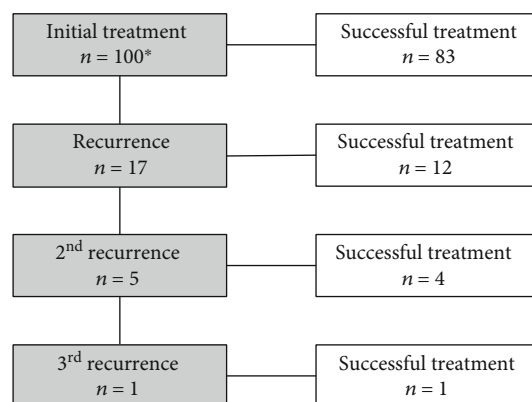 Initial treatment
n = 100*
Successful treatment
n = 83
Recurrence
n = 17
Successful treatment
n = 12
2nd recurrence
n = 5
Successful treatment
n = 4
3rd recurrence
n = 1
Successful treatment
n = 1